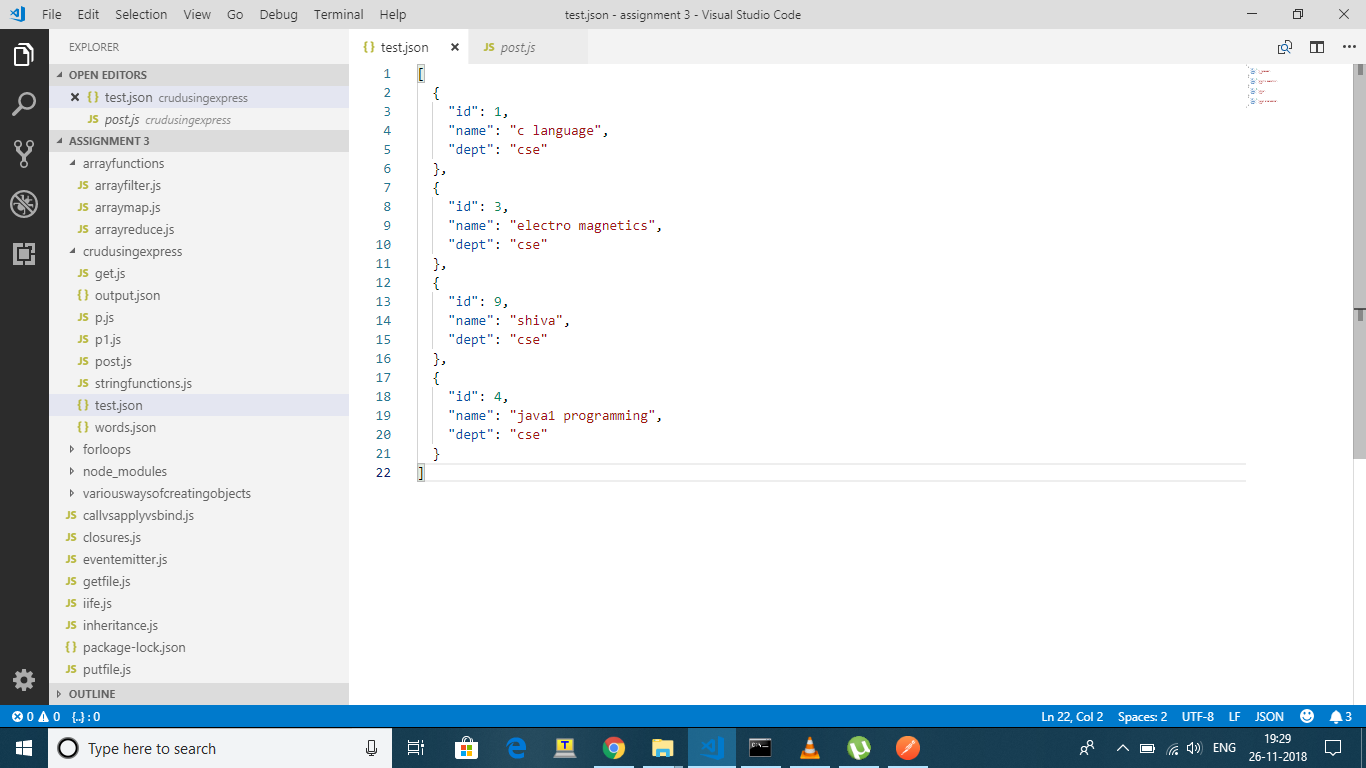 File Edit Selection View Go Debug Terminal Help
test.json - assignment 3 - Visual Studio Code
EXPLORER
OPEN EDITORS
{} test.json crudusingexpress
JS post.js crudusingexpress
ASSIGNMENT 3
arrayfunctions
JS arrayfilter.js
JS arraymap.js
JS arrayreduce.js
crudusingexpress
JS get.js
{} output.json
JS p.js
JS p1.js
JS post.js
JS stringfunctions.js
{} test.json
{} words.json
forloops
node_modules
variouswaysofcreatingobjects
JS callvsapplyvsbind.js
JS closures.js
JS eventemitter.js
JS getfile.js
JS iife.js
JS inheritance.js
{} package-lock.json
JS putfile.js
OUTLINE
{} test.json
JS post.js
1 [
2 {
3 "id": 1,
4 "name": "c language",
5 "dept": "cse"
6 },
7 {
8 "id": 3,
9 "name": "electro magnetics",
10 "dept": "cse"
11 },
12 {
13 "id": 9,
14 "name": "shiva",
15 "dept": "cse"
16 },
17 {
18 "id": 4,
19 "name": "java1 programming",
20 "dept": "cse"
21 }
22 ]
0 0 {..} : 0
Ln 22, Col 2 Spaces: 2 UTF-8 LF JSON 3
Type here to search
T
ENG
19:29
26-11-2018